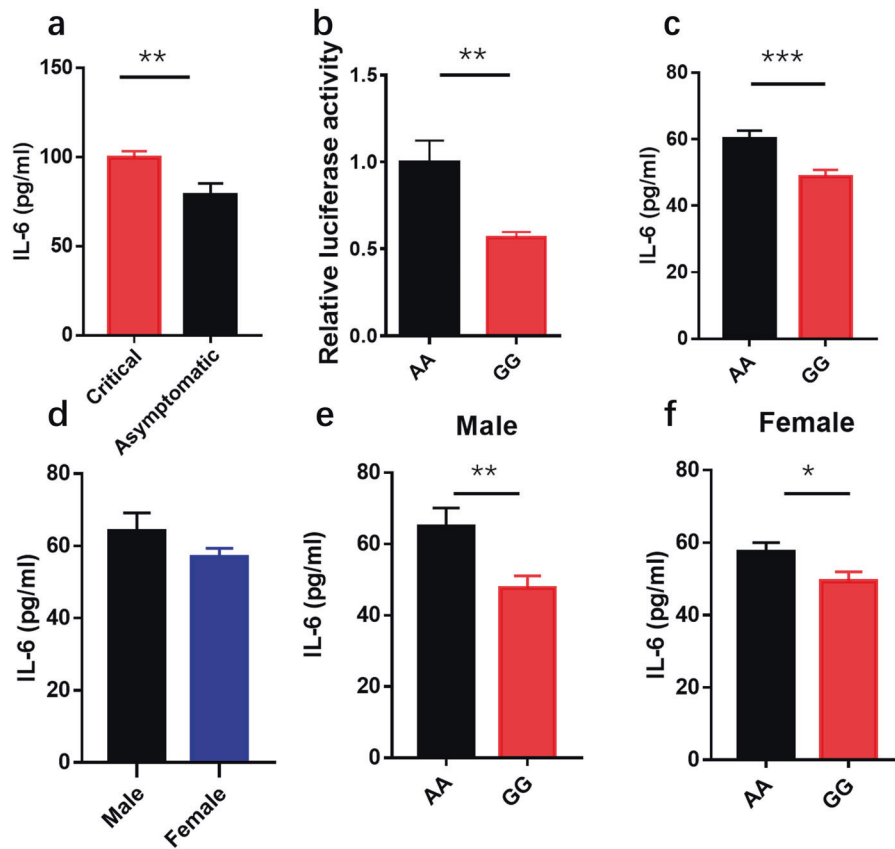 a
**
IL-6 (pg/ml)
150
100
50
0
Critical
Asymptomatic
b
**
Relative luciferase activity
1.5
1.0
0.5
0.0
AA
GG
c
***
IL-6 (pg/ml)
80
60
40
20
0
AA
GG
d
IL-6 (pg/ml)
80
60
40
20
0
Male
Female
e
Male
**
IL-6 (pg/ml)
80
60
40
20
0
AA
GG
f
Female
*
IL-6 (pg/ml)
80
60
40
20
0
AA
GG